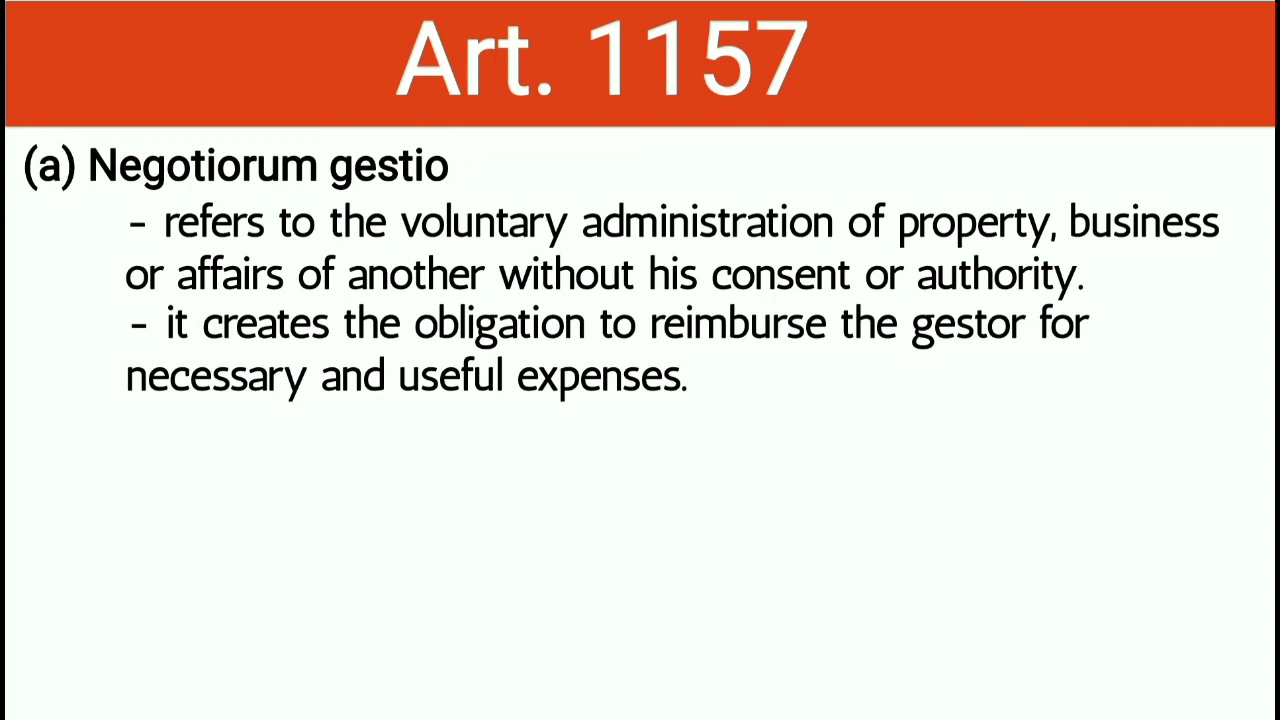 Art. 1157
(a) Negotiorum gestio
- refers to the voluntary administration of property, business
or affairs of another without his consent or authority.
- it creates the obligation to reimburse the gestor for
necessary and useful expenses.